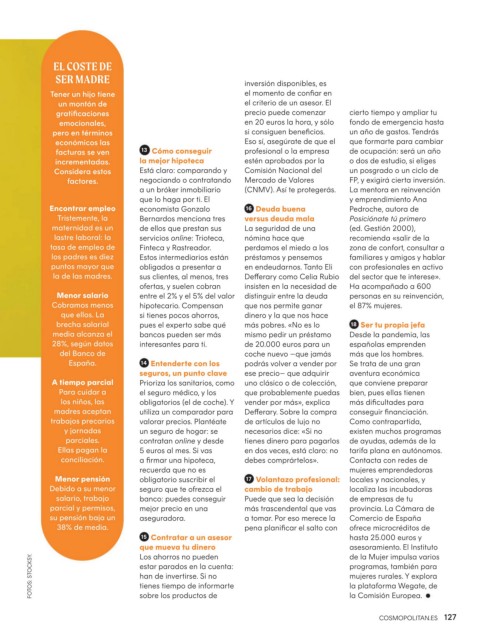 EL COSTE DE
SER MADRE
Tener un hijo tiene
un montón de
gratificaciones
emocionales,
pero en términos
económicos las
facturas se ven
incrementadas.
Considera estos
factores.
Encontrar empleo
Tristemente, la
maternidad es un
lastre laboral: la
tasa de empleo de
los padres es diez
puntos mayor que
la de las madres.
Menor salario
Cobramos menos
que ellos. La
brecha salarial
media alcanza el
28%, según datos
del Banco de
España.
A tiempo parcial
Para cuidar a
los niños, las
madres aceptan
trabajos precarios
y jornadas
parciales.
Ellas pagan la
conciliación.
Menor pensión
Debido a su menor
salario, trabajo
parcial y permisos,
su pensión baja un
38% de media.
FOTOS: STOCKSY.
13 Cómo conseguir
la mejor hipoteca
Está claro: comparando y
negociando o contratando
a un bróker inmobiliario
que lo haga por ti. El
economista Gonzalo
Bernardos menciona tres
de ellos que prestan sus
servicios online: Trioteca,
Finteca y Rastreador.
Estos intermediarios están
obligados a presentar a
sus clientes, al menos, tres
ofertas, y suelen cobran
entre el 2% y el 5% del valor
hipotecario. Compensan
si tienes pocos ahorros,
pues el experto sabe qué
bancos pueden ser más
interesantes para ti.
14 Entenderte con los
seguros, un punto clave
Prioriza los sanitarios, como
el seguro médico, y los
obligatorios (el de coche). Y
utiliza un comparador para
valorar precios. Plantéate
un seguro de hogar: se
contratan online y desde
5 euros al mes. Si vas
a firmar una hipoteca,
recuerda que no es
obligatorio suscribir el
seguro que te ofrezca el
banco: puedes conseguir
mejor precio en una
aseguradora.
15 Contratar a un asesor
que mueva tu dinero
Los ahorros no pueden
estar parados en la cuenta:
han de invertirse. Si no
tienes tiempo de informarte
sobre los productos de
inversión disponibles, es
el momento de confiar en
el criterio de un asesor. El
precio puede comenzar
en 20 euros la hora, y sólo
si consiguen beneficios.
Eso sí, asegúrate de que el
profesional o la empresa
estén aprobados por la
Comisión Nacional del
Mercado de Valores
(CNMV). Así te protegerás.
16 Deuda buena
versus deuda mala
La seguridad de una
nómina hace que
perdamos el miedo a los
préstamos y pensemos
en endeudarnos. Tanto Eli
Defferary como Celia Rubio
insisten en la necesidad de
distinguir entre la deuda
que nos permite ganar
dinero y la que nos hace
más pobres. «No es lo
mismo pedir un préstamo
de 20.000 euros para un
coche nuevo –que jamás
podrás volver a vender por
ese precio– que adquirir
uno clásico o de colección,
que probablemente puedas
vender por más», explica
Defferary. Sobre la compra
de artículos de lujo no
necesarios dice: «Si no
tienes dinero para pagarlos
en dos veces, está claro: no
debes comprártelos».
17 Volantazo profesional:
cambio de trabajo
Puede que sea la decisión
más trascendental que vas
a tomar. Por eso merece la
pena planificar el salto con
cierto tiempo y ampliar tu
fondo de emergencia hasta
un año de gastos. Tendrás
que formarte para cambiar
de ocupación: será un año
o dos de estudio, si eliges
un posgrado o un ciclo de
FP, y exigirá cierta inversión.
La mentora en reinvención
y emprendimiento Ana
Pedroche, autora de
Posiciónate tú primero
(ed. Gestión 2000),
recomienda «salir de la
zona de confort, consultar a
familiares y amigos y hablar
con profesionales en activo
del sector que te interese».
Ha acompañado a 600
personas en su reinvención,
el 87% mujeres.
18 Ser tu propia jefa
Desde la pandemia, las
españolas emprenden
más que los hombres.
Se trata de una gran
aventura económica
que conviene preparar
bien, pues ellas tienen
más dificultades para
conseguir financiación.
Como contrapartida,
existen muchos programas
de ayudas, además de la
tarifa plana en autónomos.
Contacta con redes de
mujeres emprendedoras
locales y nacionales, y
localiza las incubadoras
de empresas de tu
provincia. La Cámara de
Comercio de España
ofrece microcréditos de
hasta 25.000 euros y
asesoramiento. El Instituto
de la Mujer impulsa varios
programas, también para
mujeres rurales. Y explora
la plataforma Wegate, de
la Comisión Europea.
COSMOPOLITAN.ES 127